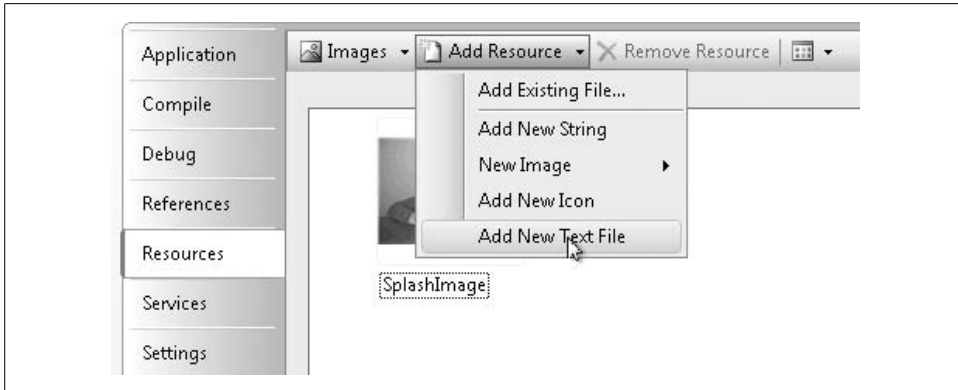 Application
Compile
Debug
References
Resources
Services
Settings
Images
Add Resource
Remove Resource
Add Existing File...
Add New String
New Image
Add New Icon
Add New Text File
SplashImage